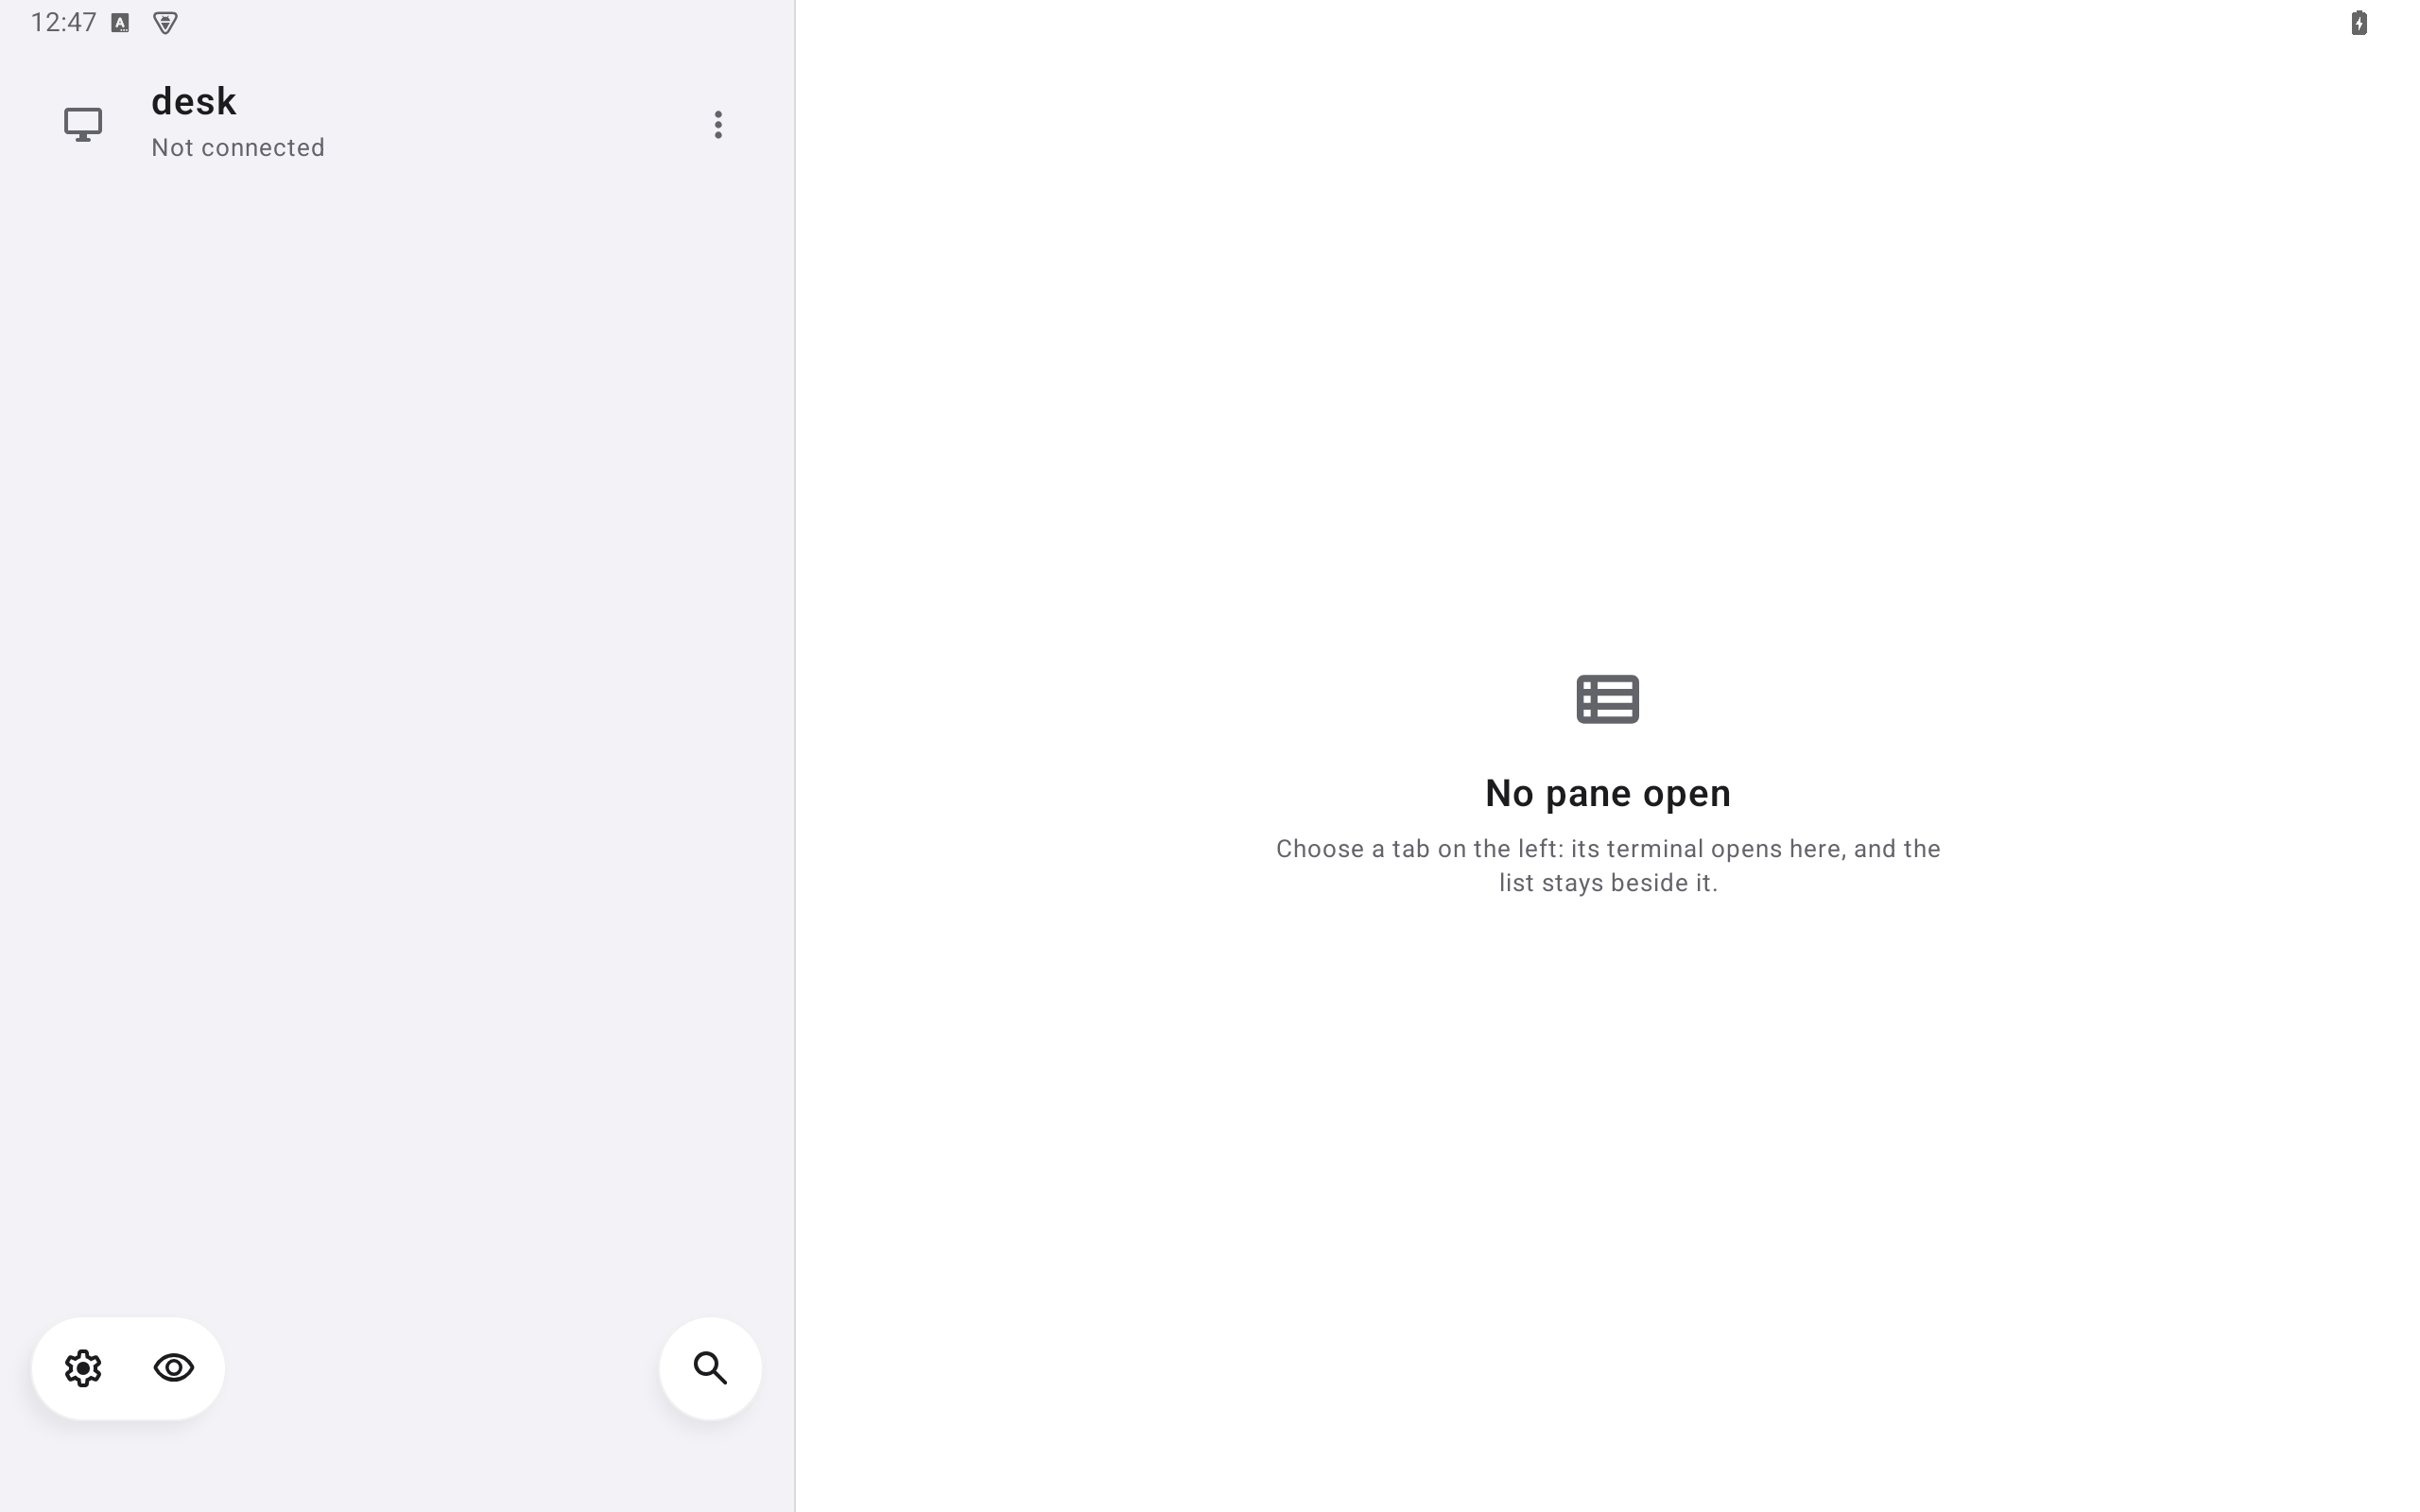 12:47
desk
Not connected
No pane open
Choose a tab on the left: its terminal opens here, and the
list stays beside it.